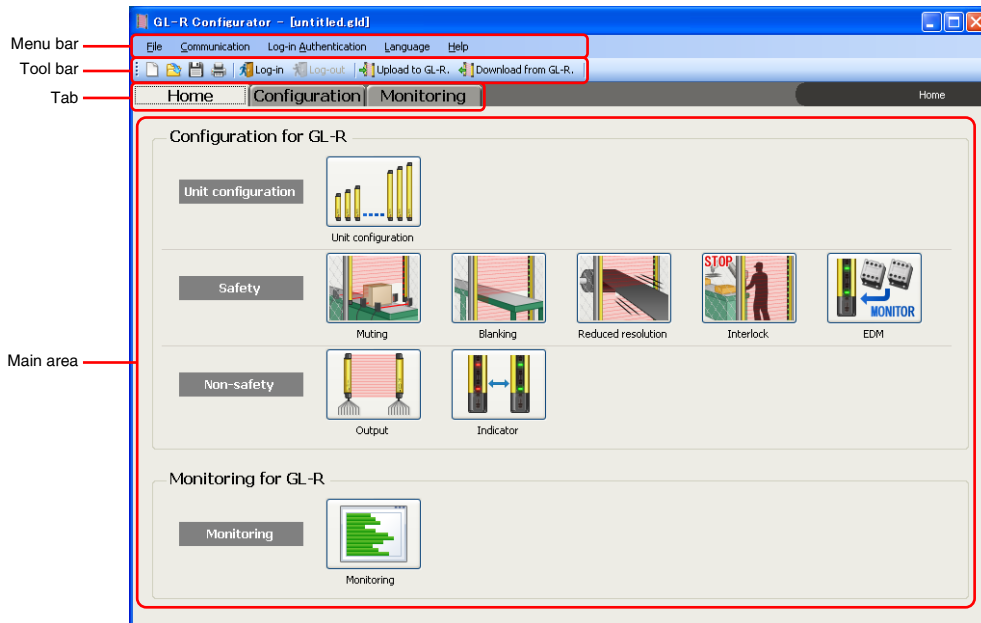 GL-R Configurator - [untitled.gld]
Menu bar
File Communication Log-in Authentication Language Help
Tool bar
Log-in Log-out Upload to GL-R. Download from GL-R.
Tab
Home Configuration Monitoring
Home
Main area
Configuration for GL-R
Unit configuration
Unit configuration
Safety
STOP
MONITOR
Muting Blanking Reduced resolution Interlock EDM
Non-safety
Output Indicator
Monitoring for GL-R
Monitoring
Monitoring